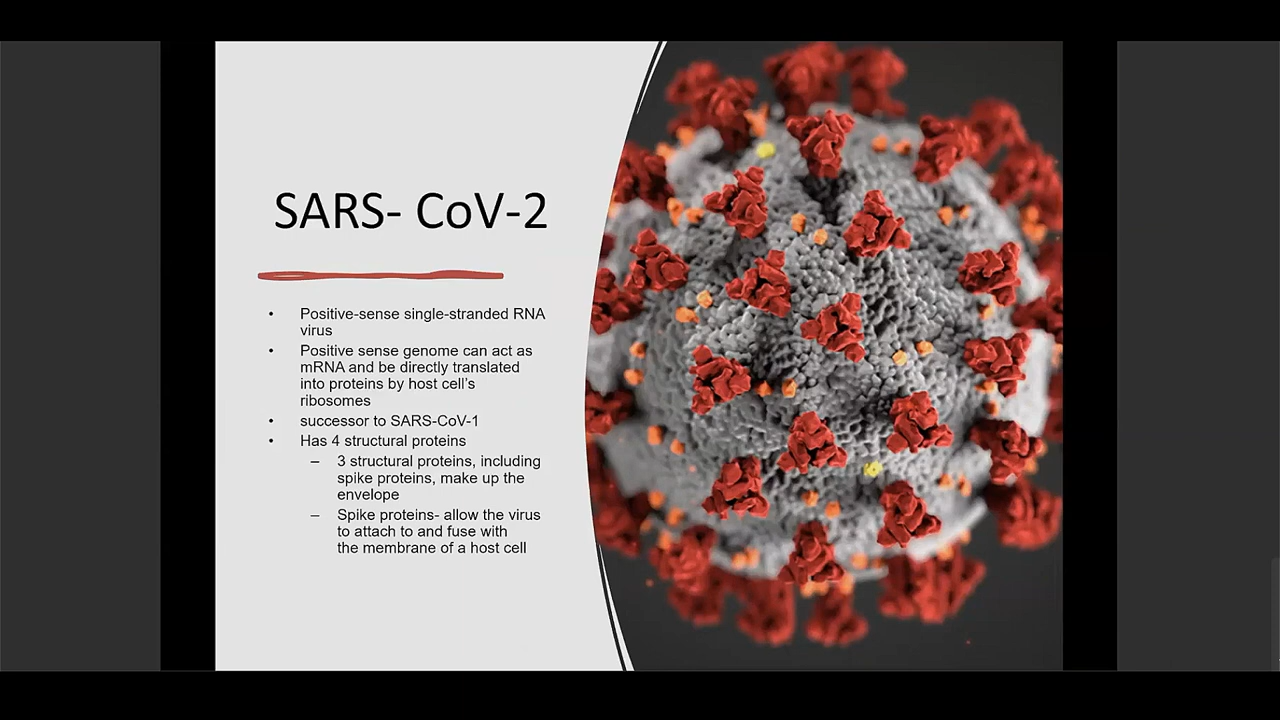 SARS- CoV-2
• Positive-sense single-stranded RNA
virus
• Positive sense genome can act as
mRNA and be directly translated
into proteins by host cell's
ribosomes
• successor to SARS-CoV-1
• Has 4 structural proteins
– 3 structural proteins, including
spike proteins, make up the
envelope
– Spike proteins- allow the virus
to attach to and fuse with
the membrane of a host cell